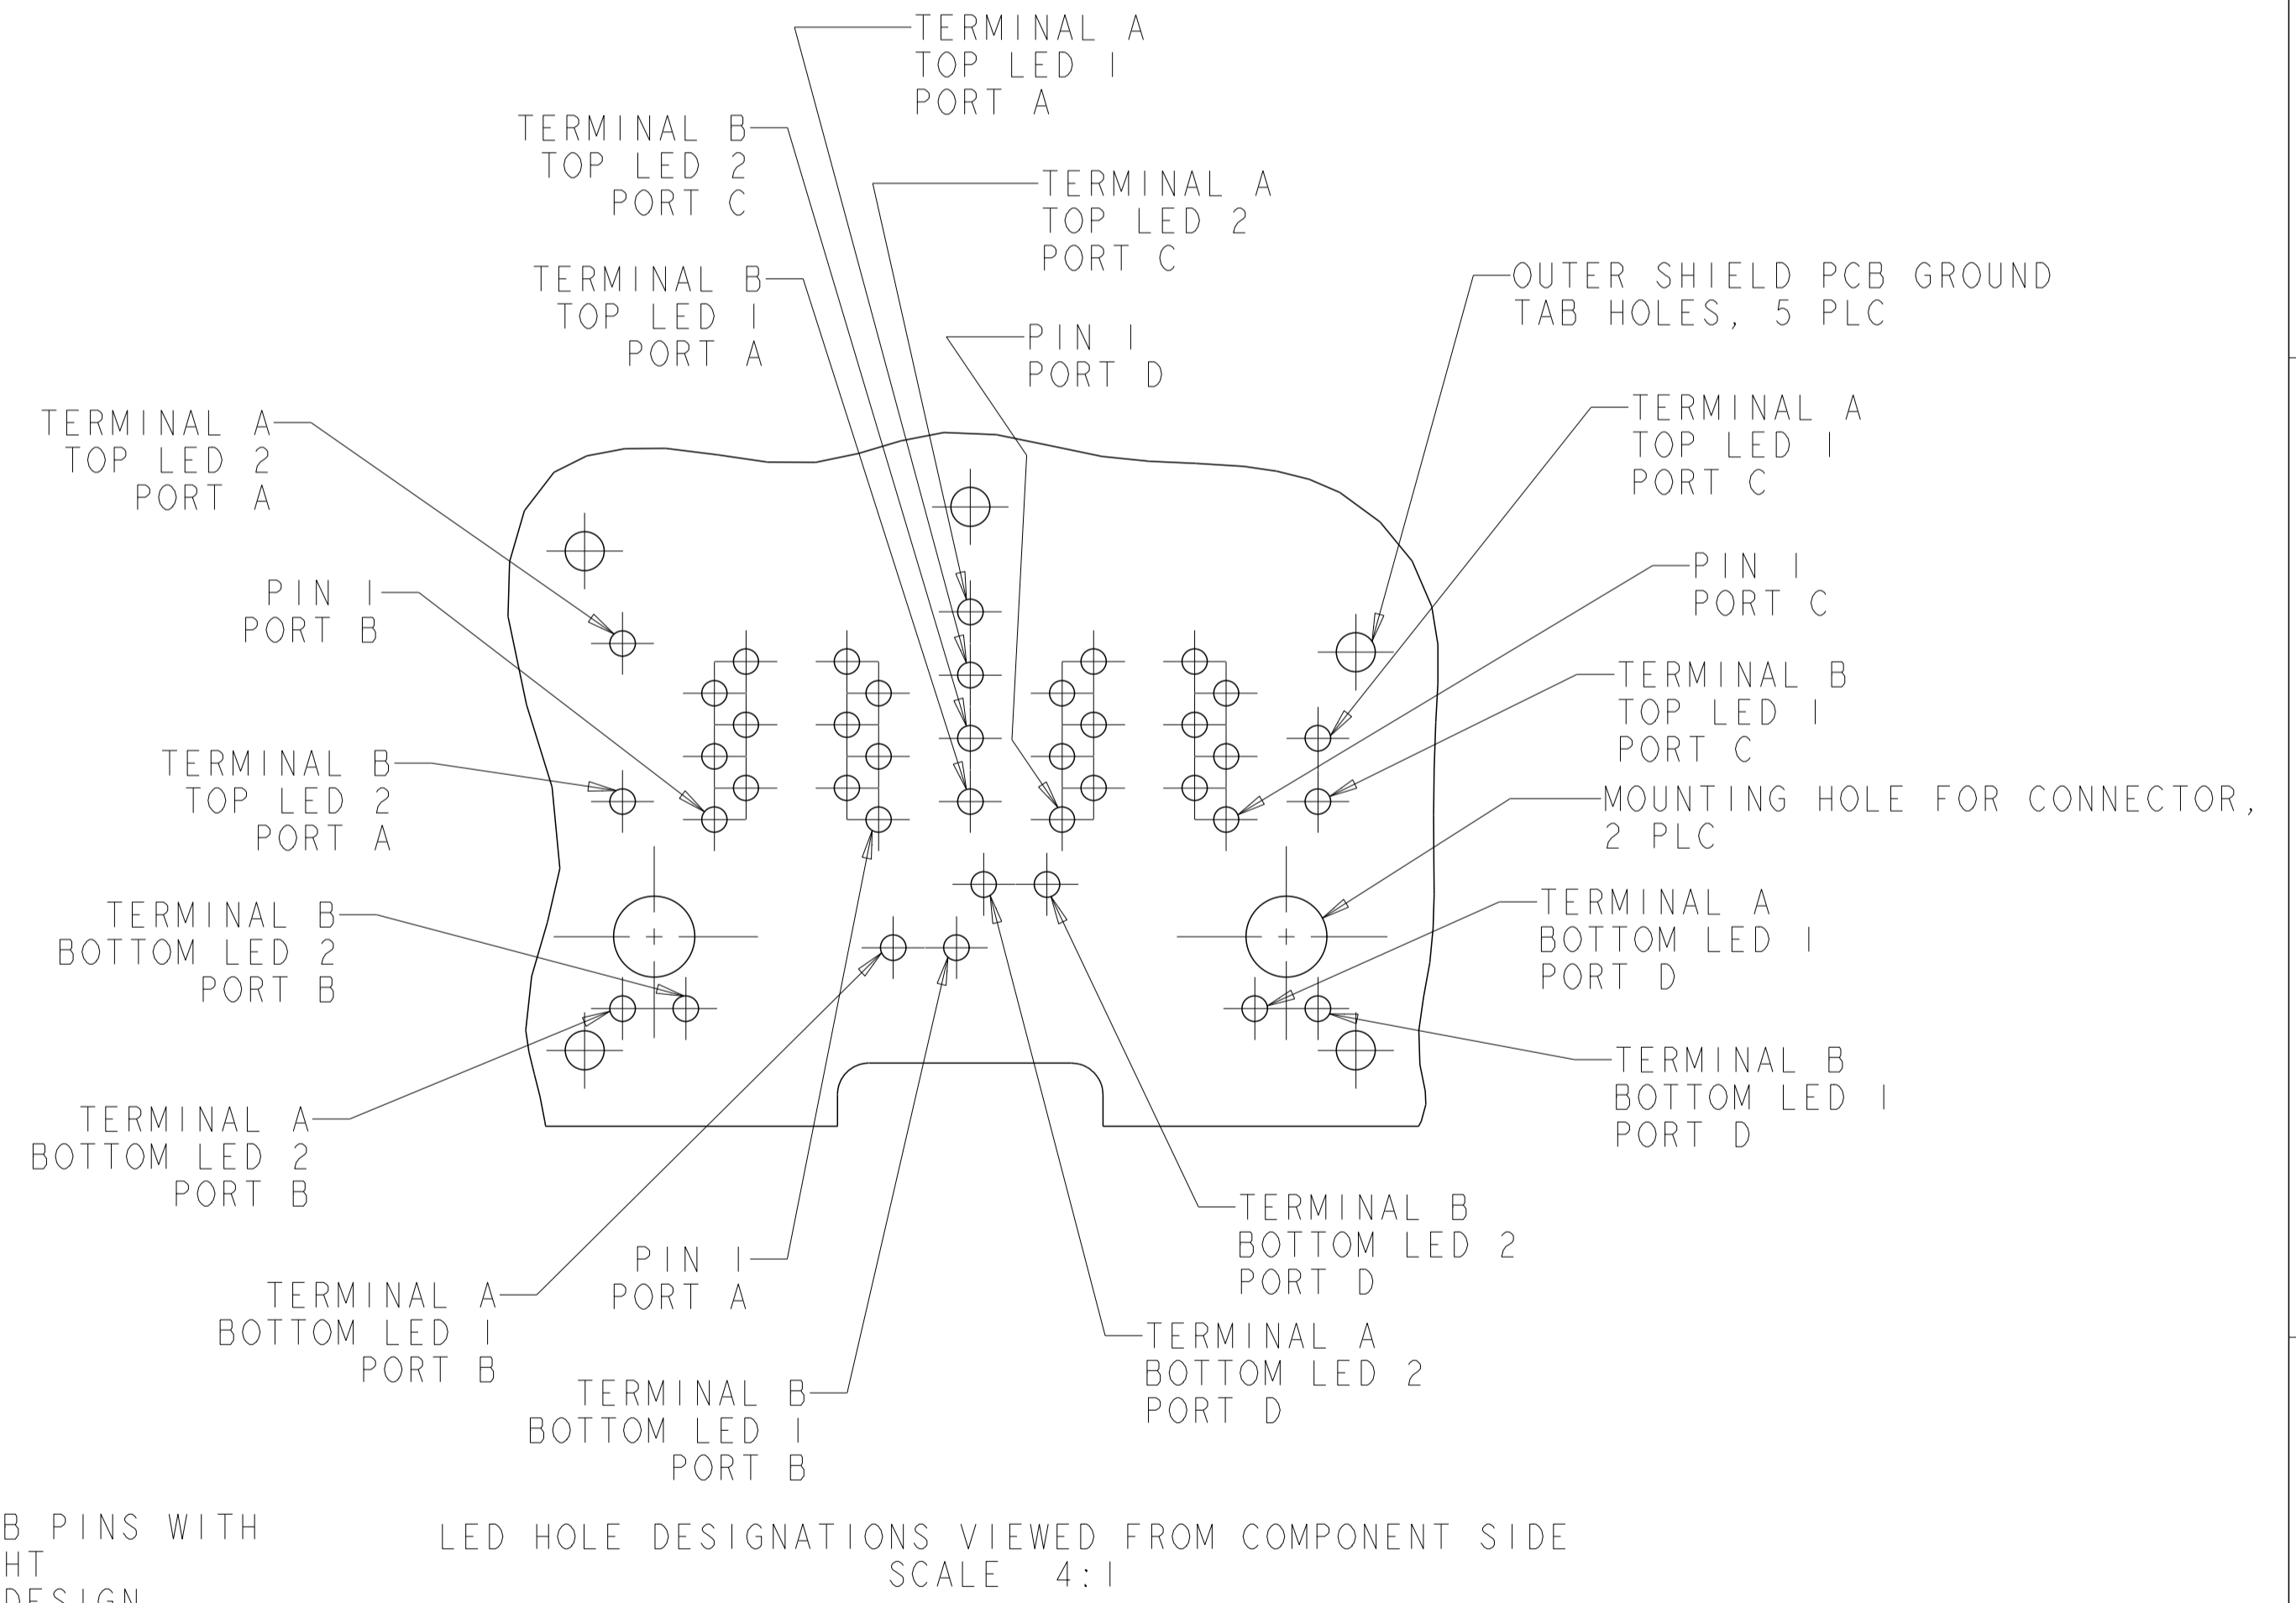 TERMINAL A
TOP LED 1
PORT A
TERMINAL B
TOP LED 2
PORT C
TERMINAL A
TOP LED 2
PORT C
TERMINAL B
TOP LED 1
PORT A
OUTER SHIELD PCB GROUND
TAB HOLES, 5 PLC
PIN 1
PORT D
TERMINAL A
TOP LED 2
PORT A
TERMINAL A
TOP LED 1
PORT C
PIN 1
PORT B
PIN 1
PORT C
TERMINAL B
TOP LED 1
PORT C
TERMINAL B
TOP LED 2
PORT A
MOUNTING HOLE FOR CONNECTOR,
2 PLC
TERMINAL B
BOTTOM LED 2
PORT B
TERMINAL A
BOTTOM LED 1
PORT D
TERMINAL B
BOTTOM LED 1
PORT D
TERMINAL A
BOTTOM LED 2
PORT B
TERMINAL B
BOTTOM LED 2
PORT D
PIN 1
PORT A
TERMINAL A
BOTTOM LED 1
PORT B
TERMINAL A
BOTTOM LED 2
PORT D
TERMINAL B
BOTTOM LED 1
PORT B
B PINS WITH
HT
DESIGN
LED HOLE DESIGNATIONS VIEWED FROM COMPONENT SIDE
SCALE 4:1